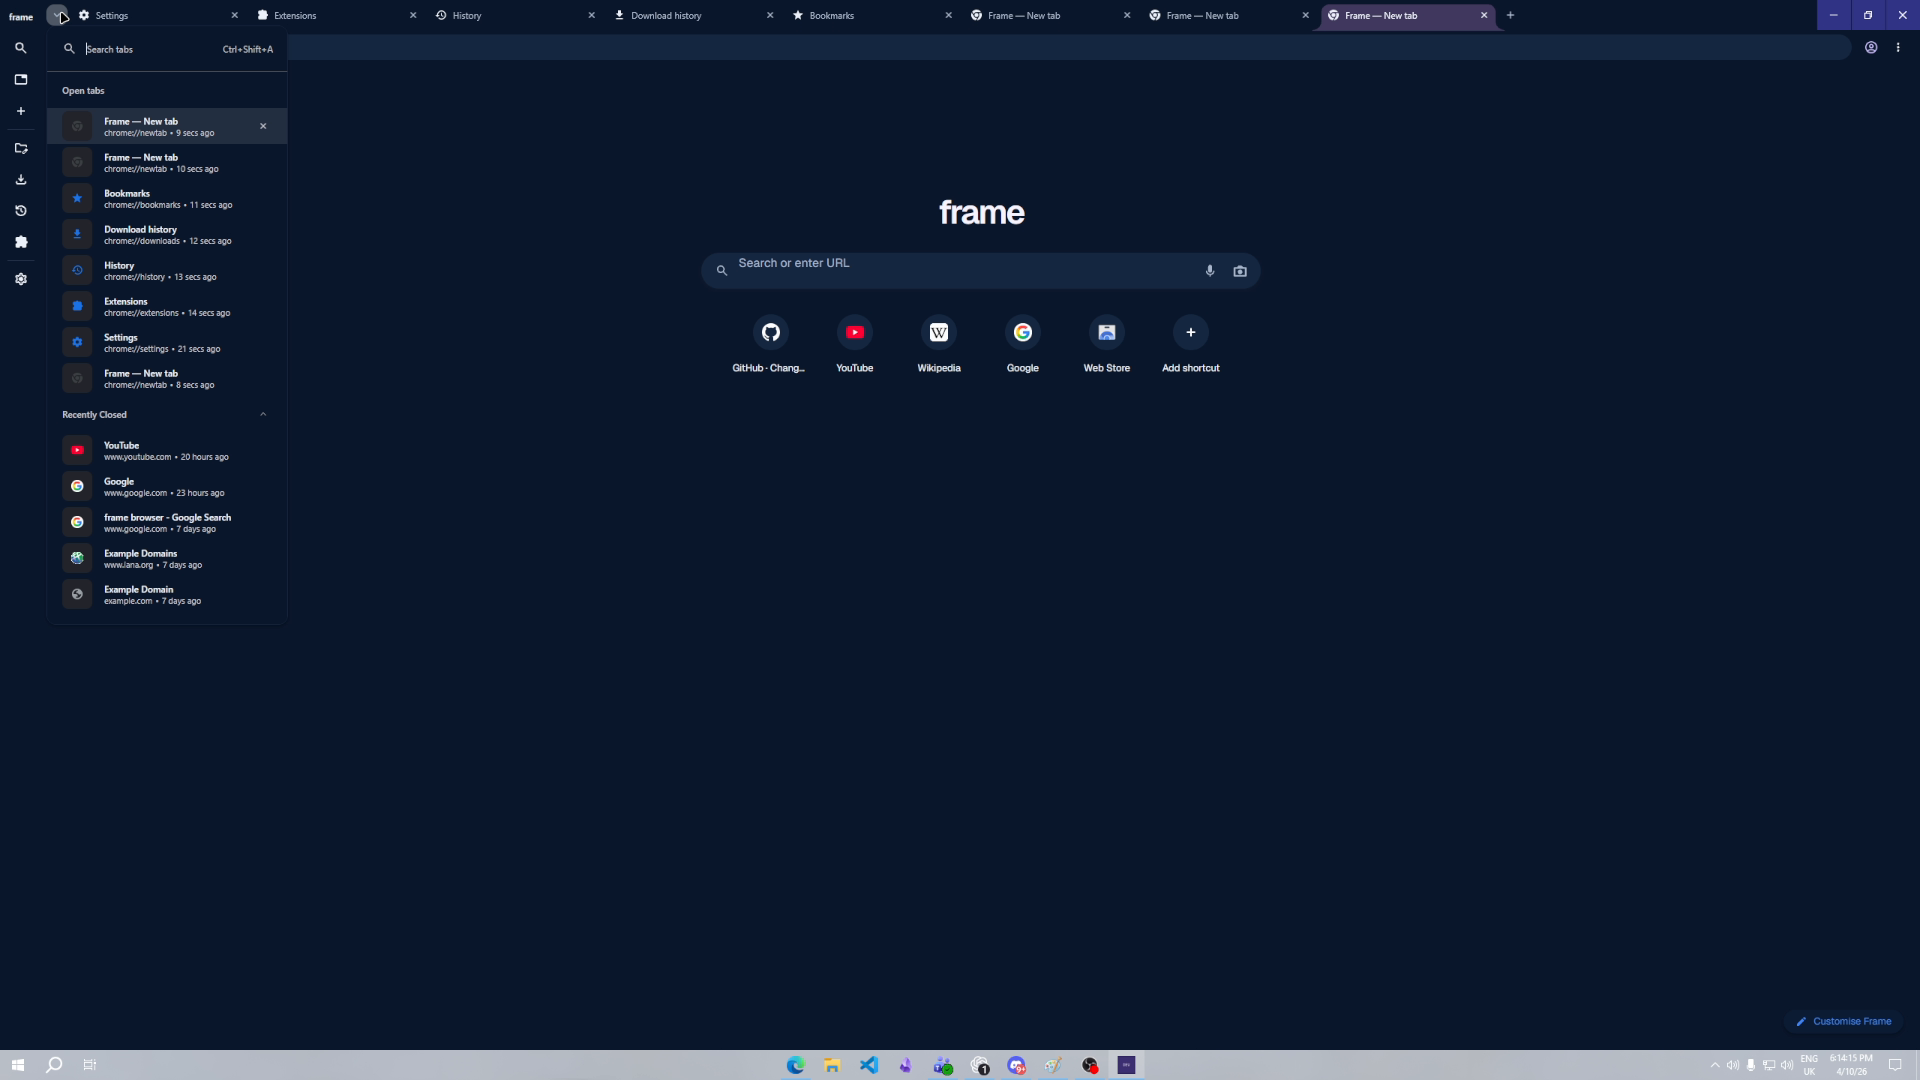 frame
Settings
Extensions
History
Download history
Bookmarks
Frame — New tab
Frame — New tab
Frame — New tab
Search tabs Ctrl+Shift+A
Open tabs
Frame — New tab
chrome://newtab • 9 secs ago
Frame — New tab
chrome://newtab • 10 secs ago
Bookmarks
chrome://bookmarks • 11 secs ago
Download history
chrome://downloads • 12 secs ago
History
chrome://history • 13 secs ago
Extensions
chrome://extensions • 14 secs ago
Settings
chrome://settings • 21 secs ago
Frame — New tab
chrome://newtab • 8 secs ago
Recently Closed
YouTube
www.youtube.com • 20 hours ago
Google
www.google.com • 23 hours ago
frame browser - Google Search
www.google.com • 7 days ago
Example Domains
www.iana.org • 7 days ago
Example Domain
example.com • 7 days ago
frame
Search or enter URL
W
GitHub · Chang...
YouTube
Wikipedia
Google
Web Store
Add shortcut
Customise Frame
1
9+
ENG
UK
6:14:15 PM
4/10/26